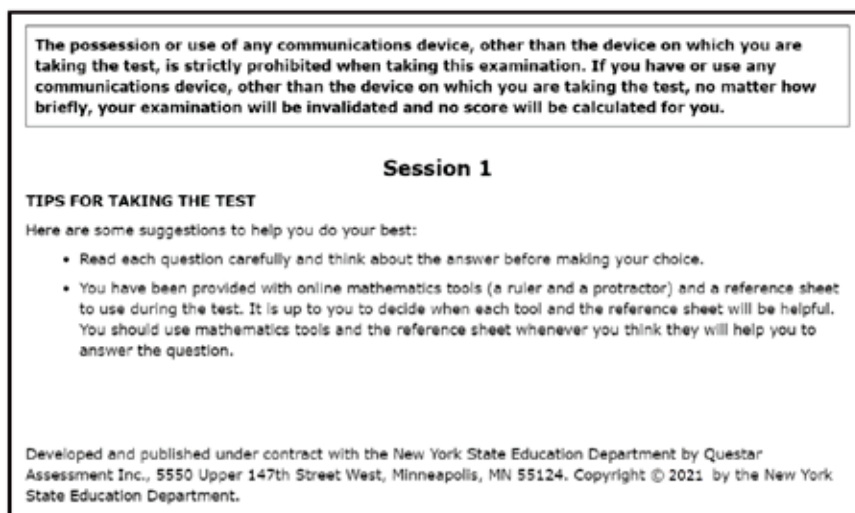 The possession or use of any communications device, other than the device on which you are
taking the test, is strictly prohibited when taking this examination. If you have or use any
communications device, other than the device on which you are taking the test, no matter how
briefly, your examination will be invalidated and no score will be calculated for you.
Session 1
TIPS FOR TAKING THE TEST
Here are some suggestions to help you do your best:
• Read each question carefully and think about the answer before making your choice.
• You have been provided with online mathematics tools (a ruler and a protractor) and a reference sheet
to use during the test. It is up to you to decide when each tool and the reference sheet will be helpful.
You should use mathematics tools and the reference sheet whenever you think they will help you to
answer the question.
Developed and published under contract with the New York State Education Department by Questar
Assessment Inc., 5550 Upper 147th Street West, Minneapolis, MN 55124. Copyright © 2021 by the New York
State Education Department.